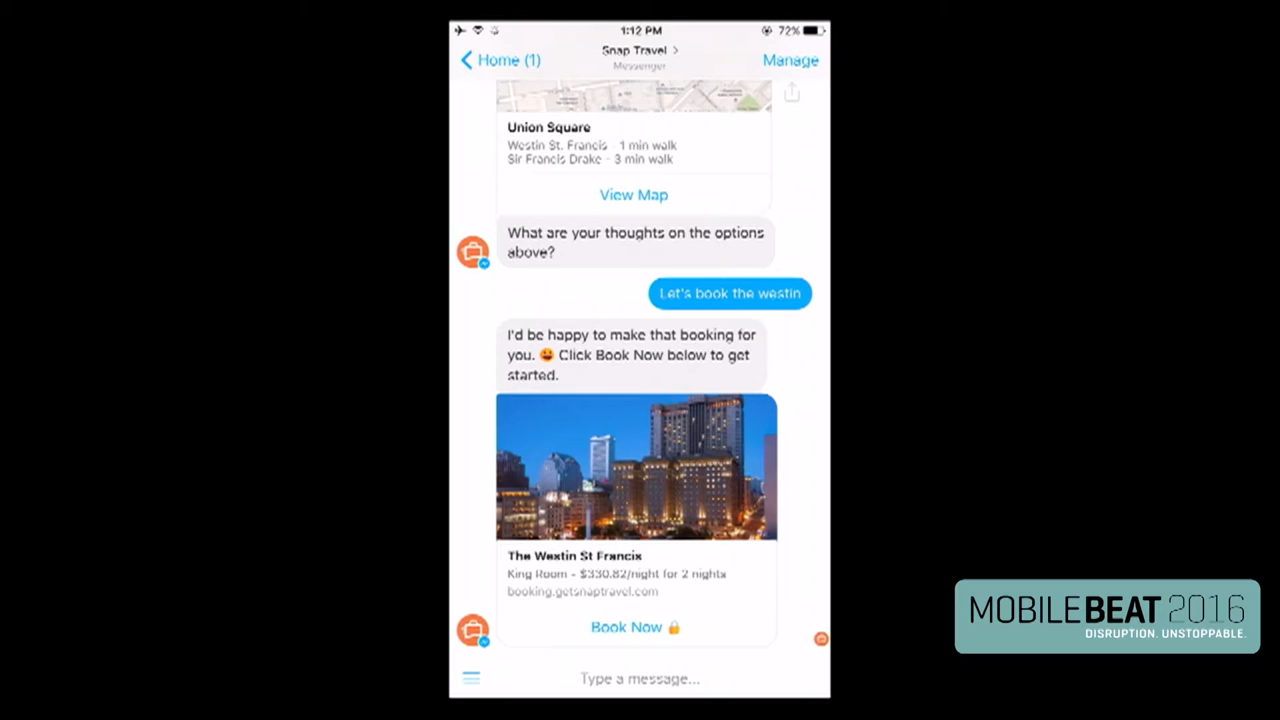 1:12 PM
72%
Home (1)
Snap Travel
Messenger
Manage
Union Square
Westin St. Francis - 1 min walk
Sir Francis Drake - 3 min walk
View Map
What are your thoughts on the options
above?
Let's book the westin
I'd be happy to make that booking for
you. 😀 Click Book Now below to get
started.
The Westin St Francis
King Room - $330.82/night for 2 nights
booking.getsnaptravel.com
Book Now 🔒
Type a message...
MOBILEBEAT 2016
DISRUPTION. UNSTOPPABLE.